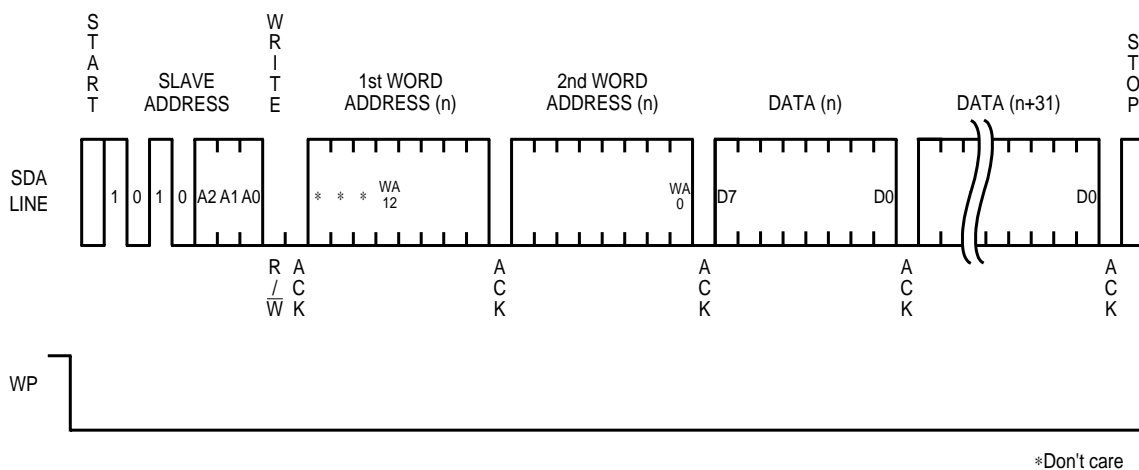 START
WRITE
STOP
SLAVE
ADDRESS
1st WORD
ADDRESS (n)
2nd WORD
ADDRESS (n)
DATA (n)
DATA (n+31)
SDA
LINE
1 0 1 0 A2 A1 A0
* * * WA
12
WA
0
D7 D0
D0
R
/
W
ACK
ACK
ACK
ACK
ACK
WP
*Don't care